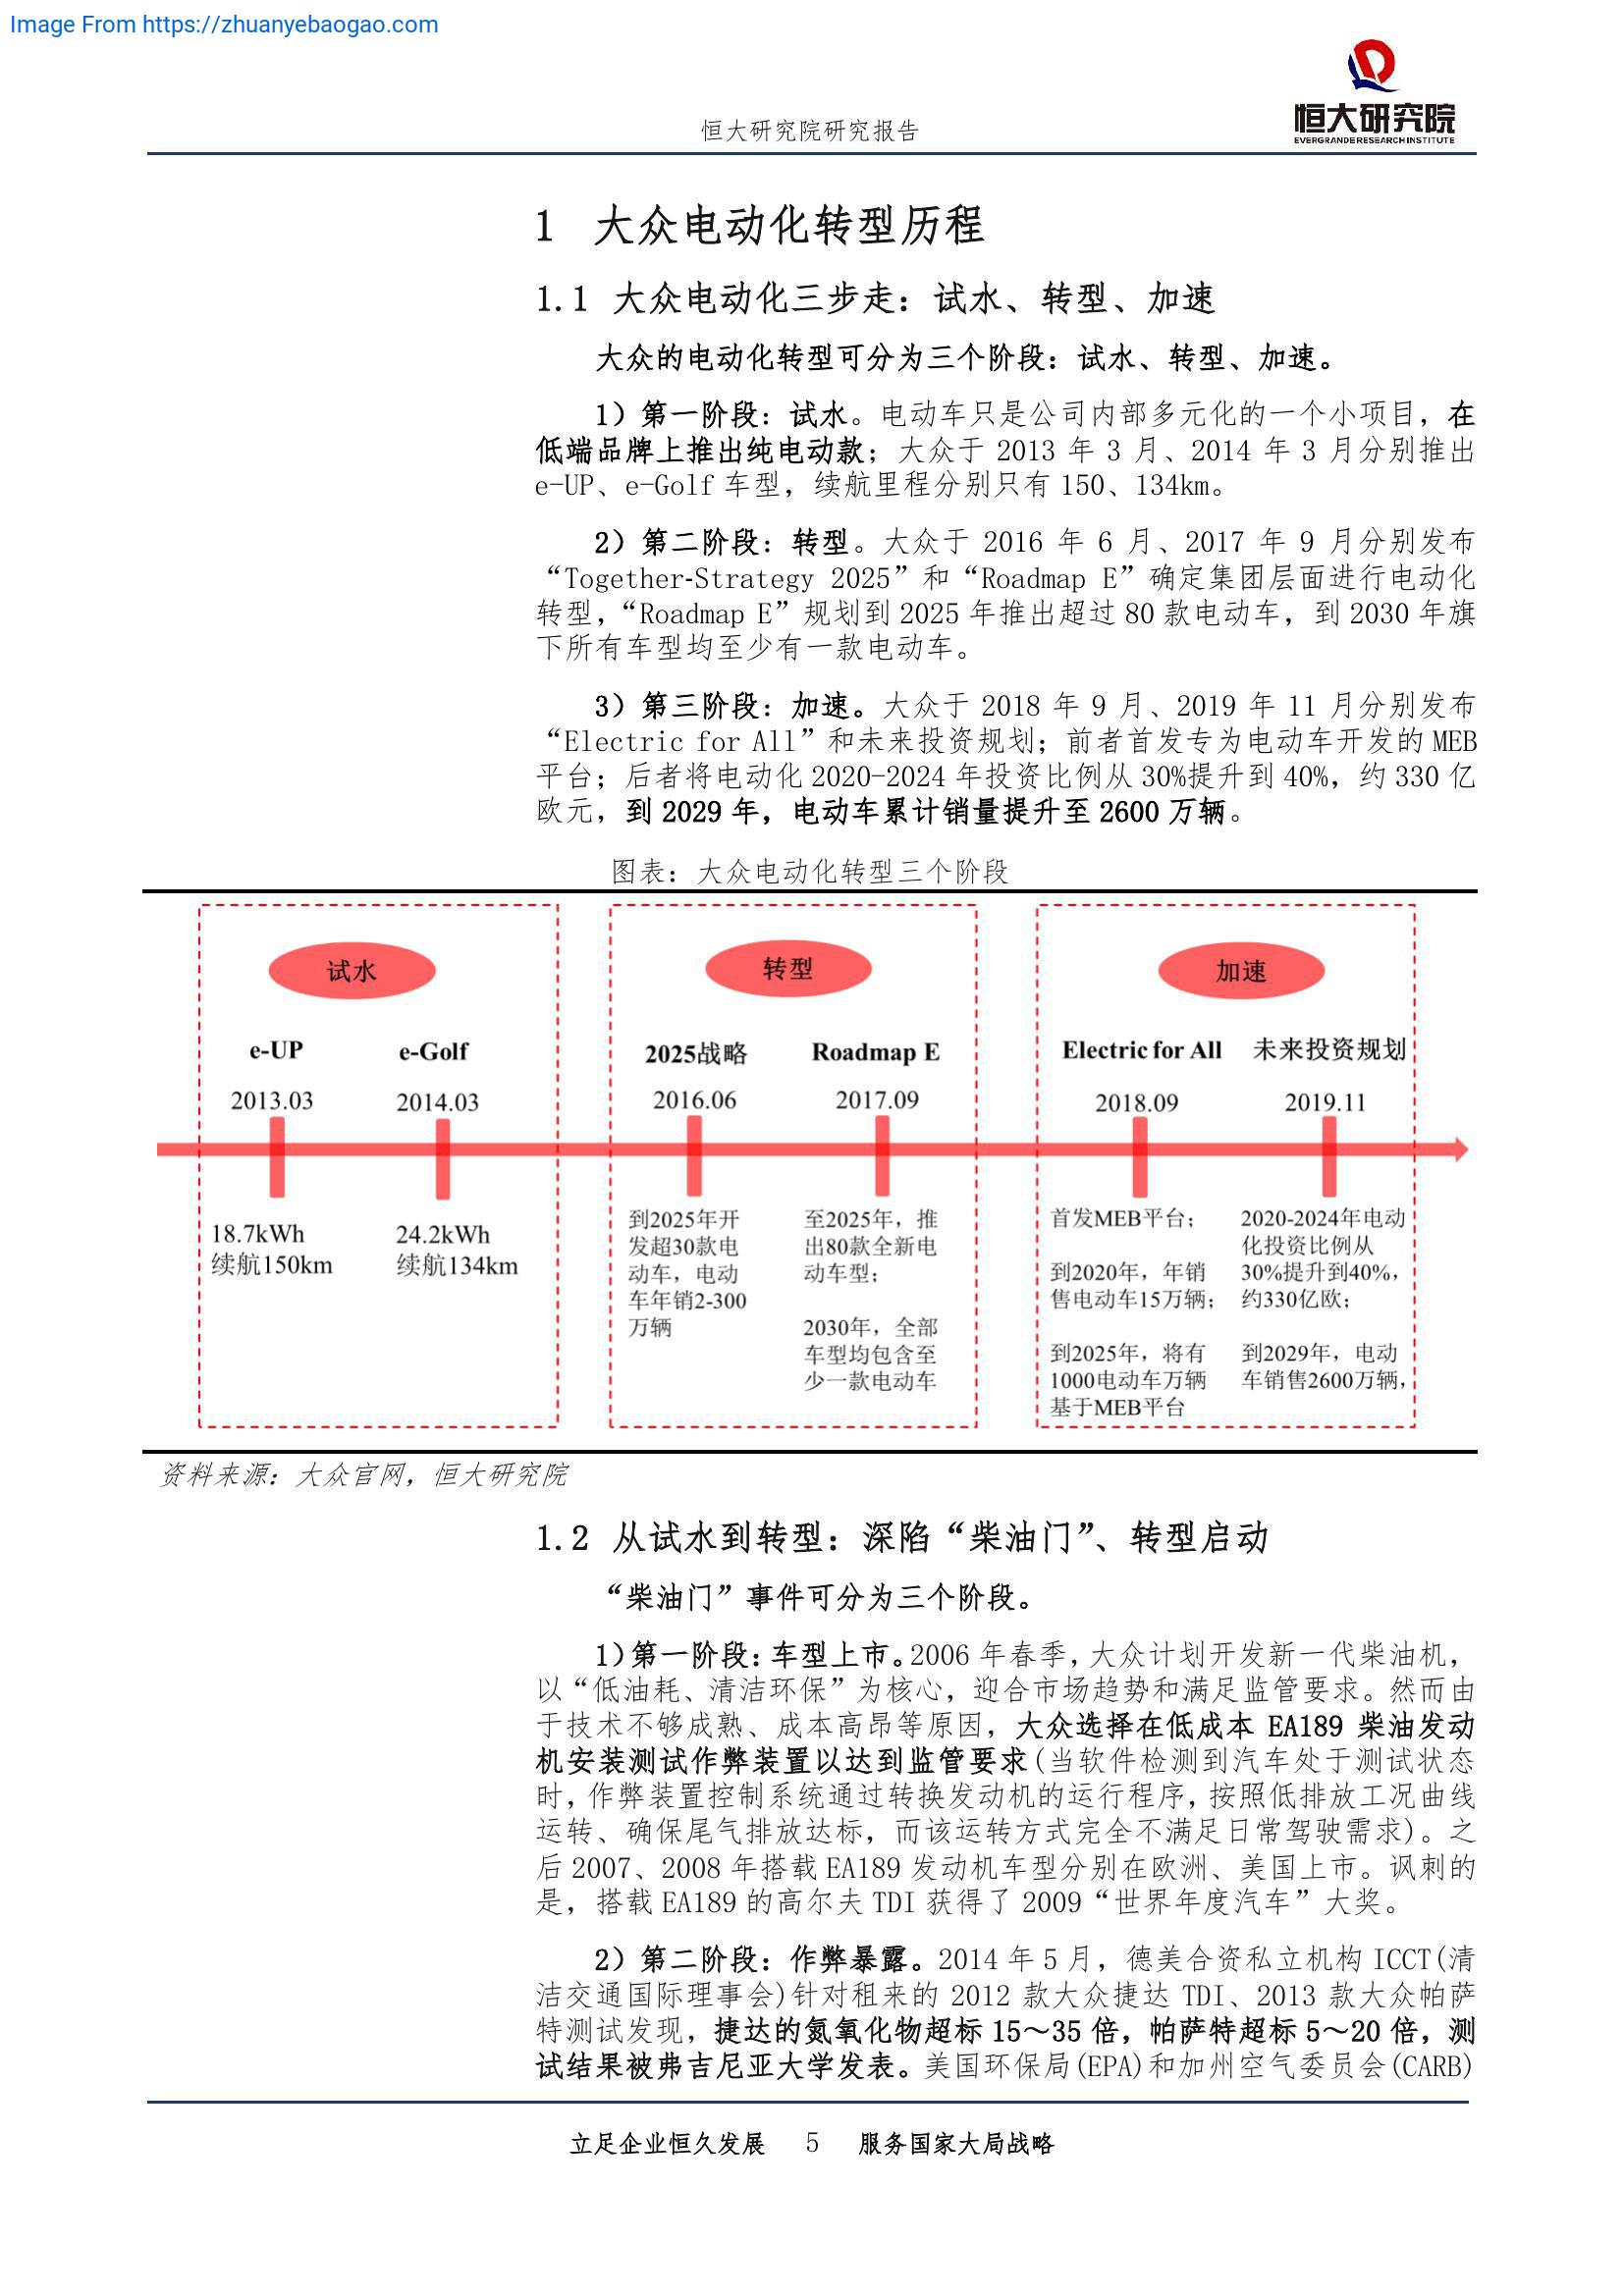 Image From https://zhuanyebaogao.com
恒大研究院研究报告
恒大研究院
EVERGRANDE RESEARCH INSTITUTE
1 大众电动化转型历程
1.1 大众电动化三步走：试水、转型、加速
大众的电动化转型可分为三个阶段：试水、转型、加速。
1）第一阶段：试水。电动车只是公司内部多元化的一个小项目，在
低端品牌上推出纯电动款；大众于 2013 年 3 月、2014 年 3 月分别推出
e-UP、e-Golf 车型，续航里程分别只有 150、134km。
2）第二阶段：转型。大众于 2016 年 6 月、2017 年 9 月分别发布
“Together-Strategy 2025”和“Roadmap E”确定集团层面进行电动化
转型，“Roadmap E”规划到 2025 年推出超过 80 款电动车，到 2030 年旗
下所有车型均至少有一款电动车。
3）第三阶段：加速。大众于 2018 年 9 月、2019 年 11 月分别发布
“Electric for All”和未来投资规划；前者首发专为电动车开发的 MEB
平台；后者将电动化 2020-2024 年投资比例从 30%提升到 40%，约 330 亿
欧元，到 2029 年，电动车累计销量提升至 2600 万辆。
图表：大众电动化转型三个阶段
试水
e-UP
e-Golf
2013.03
2014.03
18.7kWh
续航150km
24.2kWh
续航134km
转型
2025战略
Roadmap E
2016.06
2017.09
到2025年开
发超30款电
动车，电动
车年销2-300
万辆
至2025年，推
出80款全新电
动车型；
2030年，全部
车型均包含至
少一款电动车
加速
Electric for All
未来投资规划
2018.09
2019.11
首发MEB平台；
到2020年，年销
售电动车15万辆；
到2025年，将有
1000电动车万辆
基于MEB平台
2020-2024年电动
化投资比例从
30%提升到40%，
约330亿欧；
到2029年，电动
车销售2600万辆，
资料来源：大众官网，恒大研究院
1.2 从试水到转型：深陷“柴油门”、转型启动
“柴油门”事件可分为三个阶段。
1）第一阶段：车型上市。2006 年春季，大众计划开发新一代柴油机，
以“低油耗、清洁环保”为核心，迎合市场趋势和满足监管要求。然而由
于技术不够成熟、成本高昂等原因，大众选择在低成本 EA189 柴油发动
机安装测试作弊装置以达到监管要求(当软件检测到汽车处于测试状态
时，作弊装置控制系统通过转换发动机的运行程序，按照低排放工况曲线
运转、确保尾气排放达标，而该运转方式完全不满足日常驾驶需求)。之
后 2007、2008 年搭载 EA189 发动机车型分别在欧洲、美国上市。讽刺的
是，搭载 EA189 的高尔夫 TDI 获得了 2009“世界年度汽车”大奖。
2）第二阶段：作弊暴露。2014 年 5 月，德美合资私立机构 ICCT(清
洁交通国际理事会)针对租来的 2012 款大众捷达 TDI、2013 款大众帕萨
特测试发现，捷达的氮氧化物超标 15～35 倍，帕萨特超标 5～20 倍，测
试结果被弗吉尼亚大学发表。美国环保局(EPA)和加州空气委员会(CARB)
立足企业恒久发展 5 服务国家大局战略